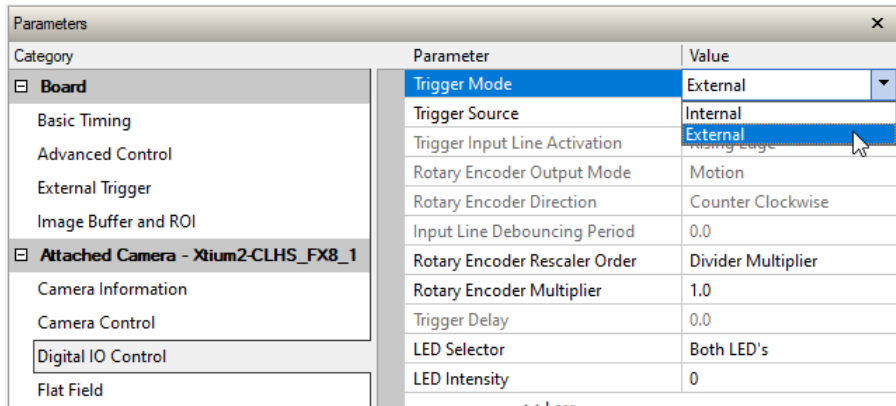 Parameters
Category Parameter Value
Board Trigger Mode External
Basic Timing Trigger Source Internal
External
Advanced Control Trigger Input Line Activation Rising Edge
External Trigger Rotary Encoder Output Mode Motion
Rotary Encoder Direction Counter Clockwise
Image Buffer and ROI Input Line Debouncing Period 0.0
Attached Camera - Xtium2-CLHS_FX8_1 Rotary Encoder Rescaler Order Divider Multiplier
Camera Information Rotary Encoder Multiplier 1.0
Camera Control Trigger Delay 0.0
Digital IO Control LED Selector Both LED's
Flat Field LED Intensity 0